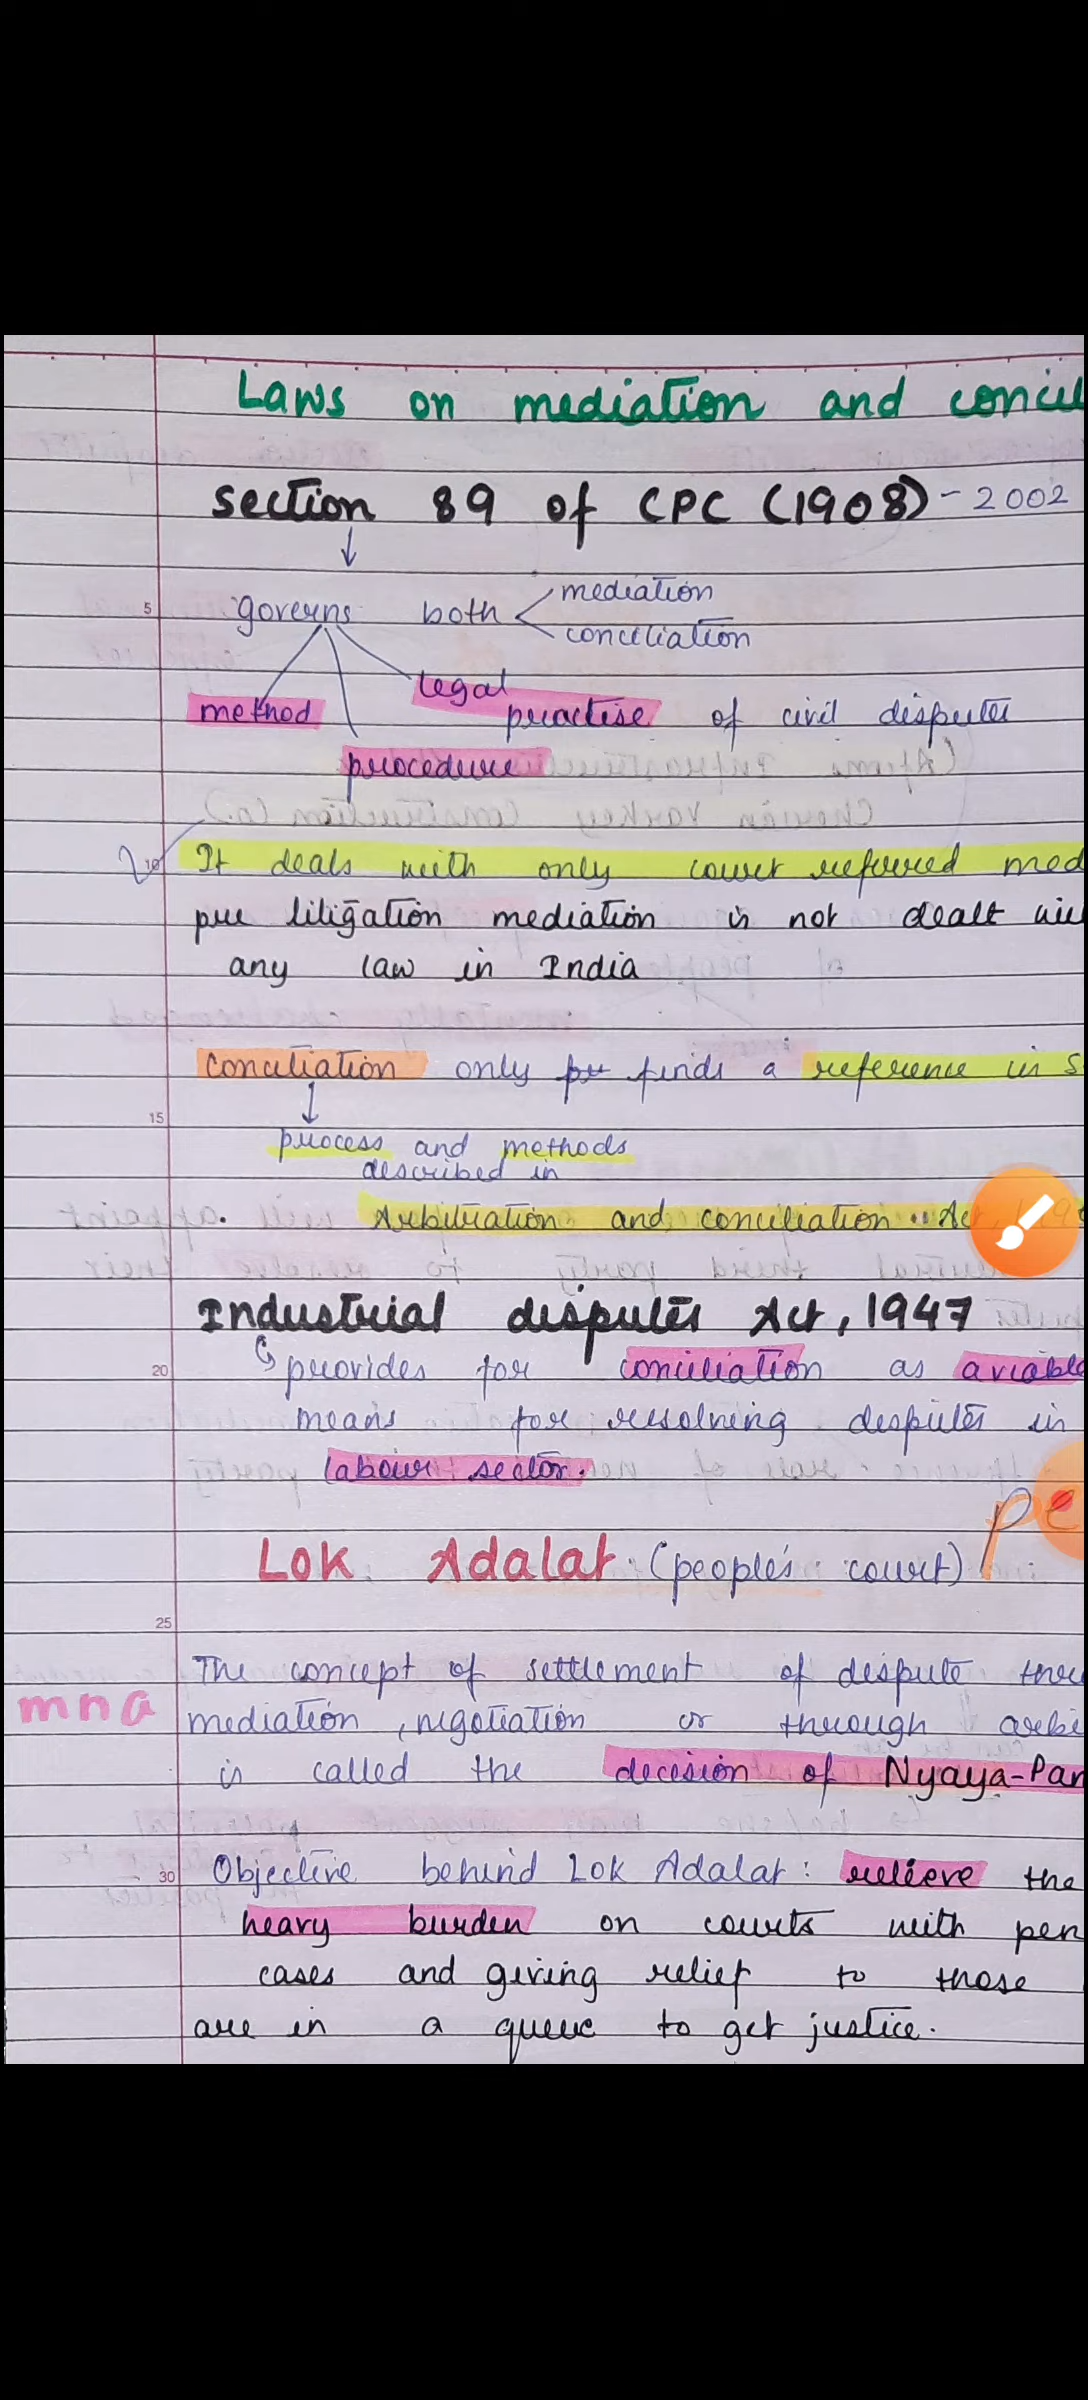 Laws on mediation and concil
Section 89 of CPC (1908) - 2002
governs both mediation
conciliation
method legal practise of civil disputes
procedure
It deals with only court referred med
pre litigation mediation is not dealt wi
any law in India
conciliation only finds a reference in S
process and methods
described in
Arbitration and conciliation Act, 
Industrial disputes Act, 1947
provides for conciliation as aviable
means for resolving disputes in
labour sector.
Lok Adalat (people's court) pe
The concept of settlement of dispute thro
mna mediation, negotiation or through arbi
is called the decision of Nyaya-Pan
Objective behind Lok Adalat: relieve the
heavy burden on courts with pen
cases and giving relief to those
are in a queue to get justice.